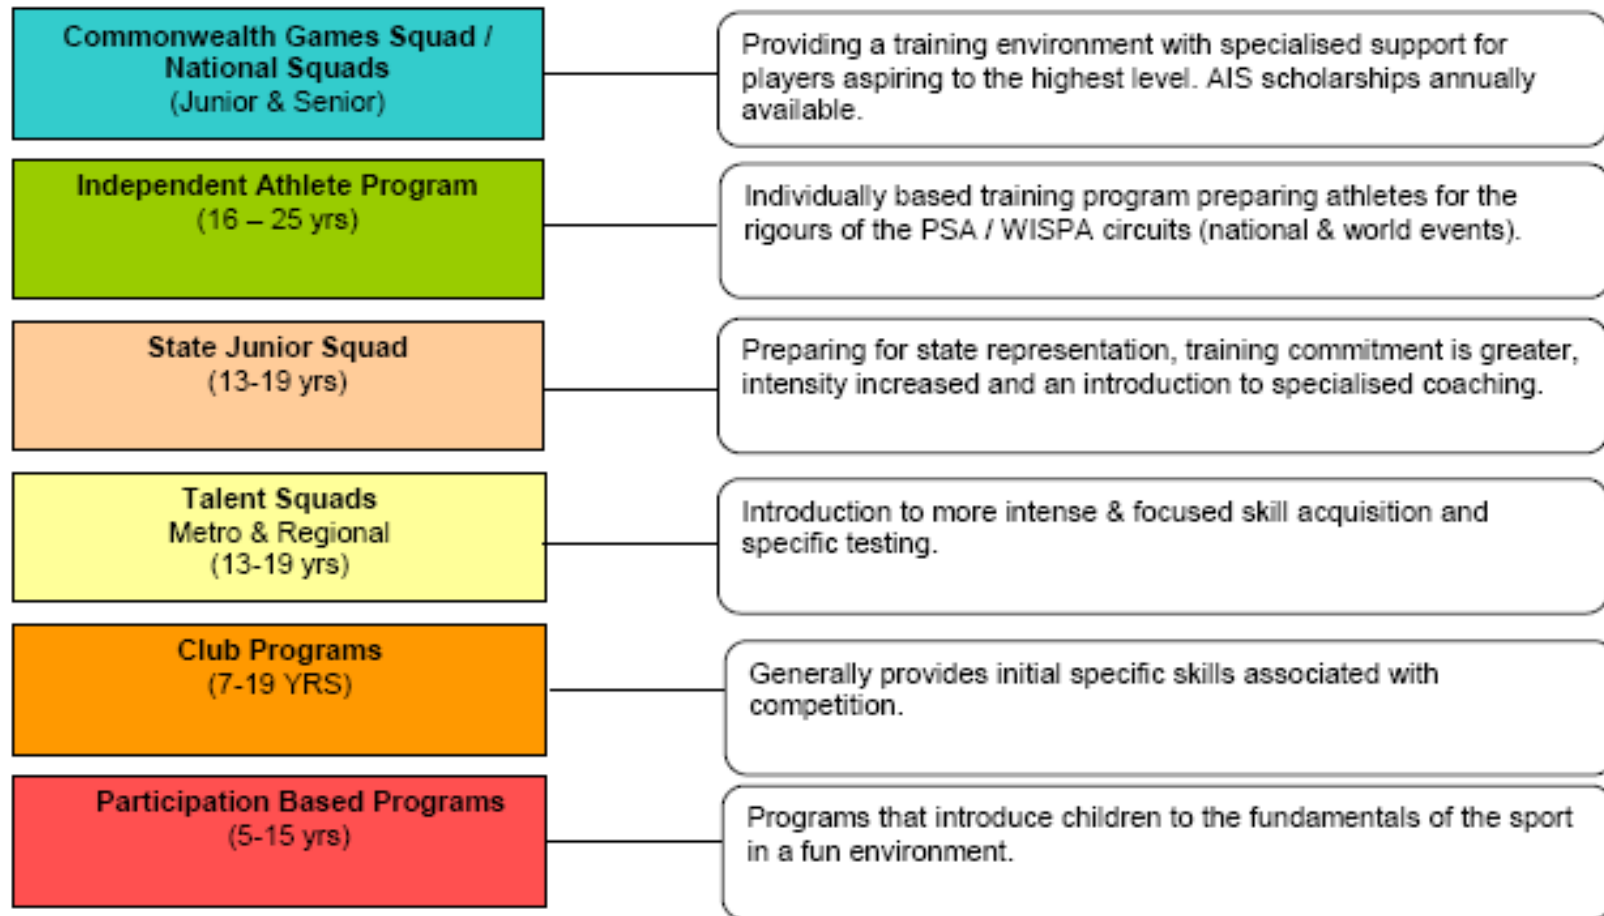 Commonwealth Games Squad /
National Squads
(Junior & Senior)
Providing a training environment with specialised support for
players aspiring to the highest level. AIS scholarships annually
available.
Independent Athlete Program
(16 – 25 yrs)
Individually based training program preparing athletes for the
rigours of the PSA / WISPA circuits (national & world events).
State Junior Squad
(13-19 yrs)
Preparing for state representation, training commitment is greater,
intensity increased and an introduction to specialised coaching.
Talent Squads
Metro & Regional
(13-19 yrs)
Introduction to more intense & focused skill acquisition and
specific testing.
Club Programs
(7-19 YRS)
Generally provides initial specific skills associated with
competition.
Participation Based Programs
(5-15 yrs)
Programs that introduce children to the fundamentals of the sport
in a fun environment.